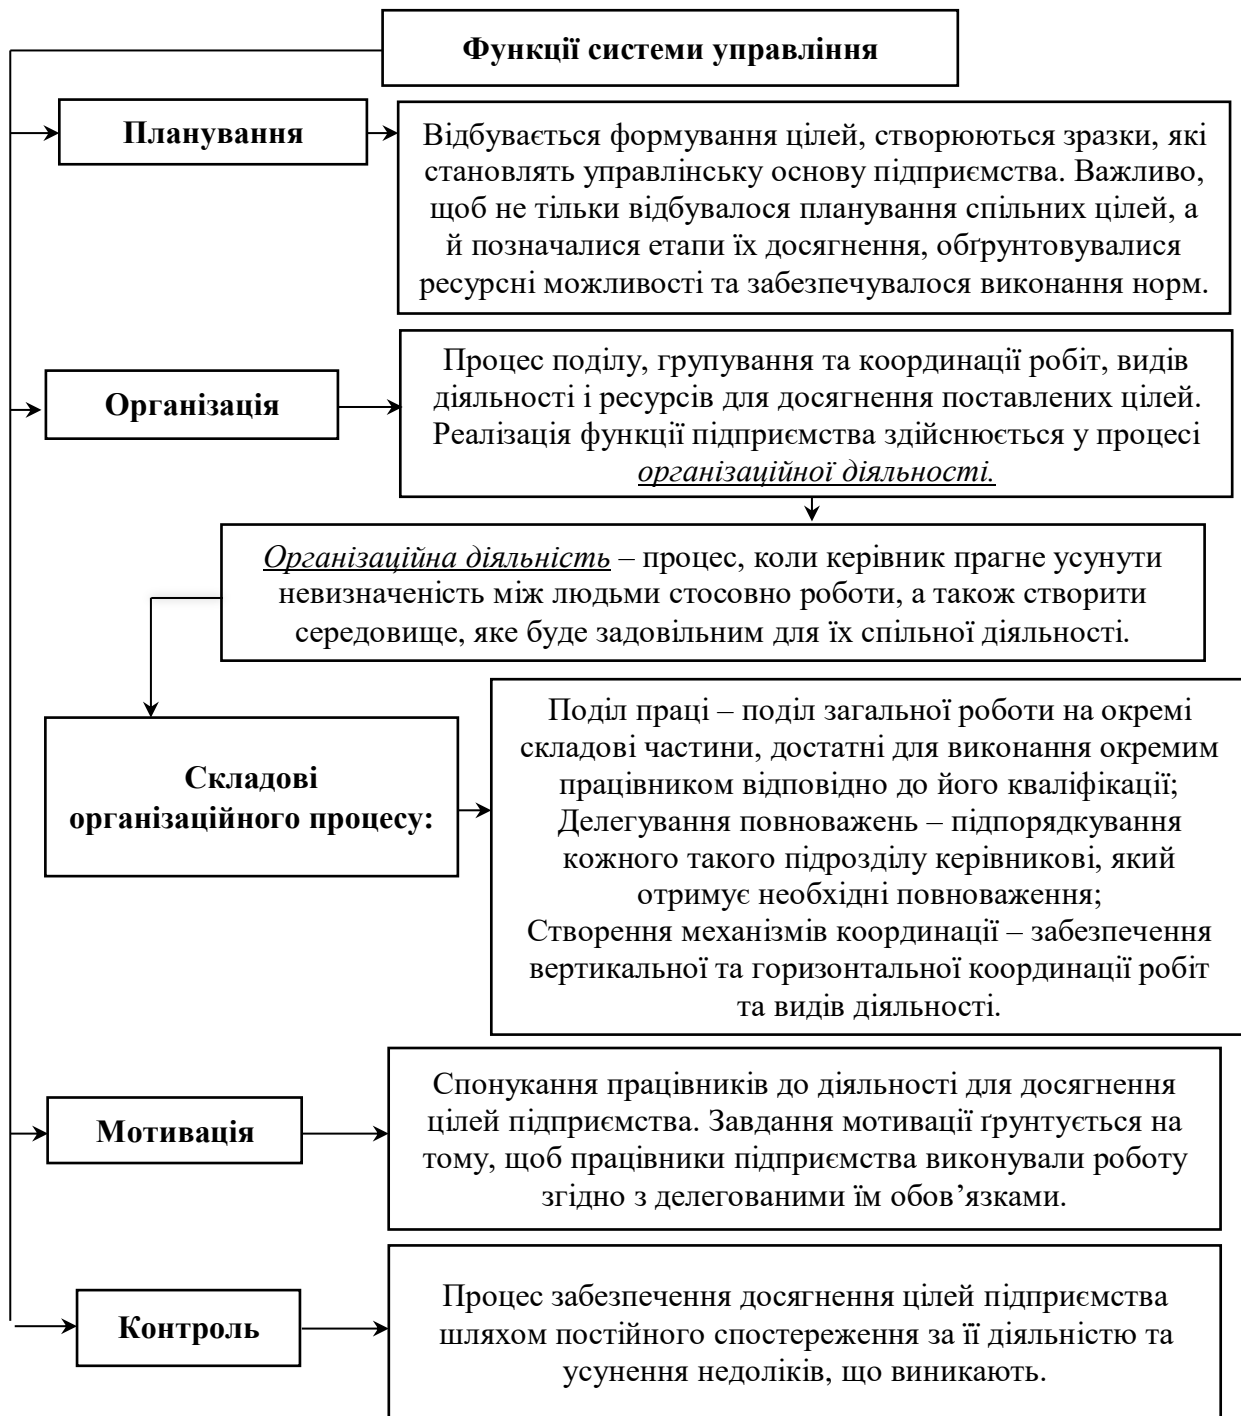 Функції системи управління
Планування
Відбувається формування цілей, створюються зразки, які
становлять управлінську основу підприємства. Важливо,
щоб не тільки відбувалося планування спільних цілей, а
й позначалися етапи їх досягнення, обґрунтовувалися
ресурсні можливості та забезпечувалося виконання норм.
Організація
Процес поділу, групування та координації робіт, видів
діяльності і ресурсів для досягнення поставлених цілей.
Реалізація функції підприємства здійснюється у процесі
організаційної діяльності.
Організаційна діяльність – процес, коли керівник прагне усунути
невизначеність між людьми стосовно роботи, а також створити
середовище, яке буде задовільним для їх спільної діяльності.
Складові
організаційного процесу:
Поділ праці – поділ загальної роботи на окремі
складові частини, достатні для виконання окремим
працівником відповідно до його кваліфікації;
Делегування повноважень – підпорядкування
кожного такого підрозділу керівникові, який
отримує необхідні повноваження;
Створення механізмів координації – забезпечення
вертикальної та горизонтальної координації робіт
та видів діяльності.
Мотивація
Спонукання працівників до діяльності для досягнення
цілей підприємства. Завдання мотивації ґрунтується на
тому, щоб працівники підприємства виконували роботу
згідно з делегованими їм обов’язками.
Контроль
Процес забезпечення досягнення цілей підприємства
шляхом постійного спостереження за її діяльністю та
усунення недоліків, що виникають.